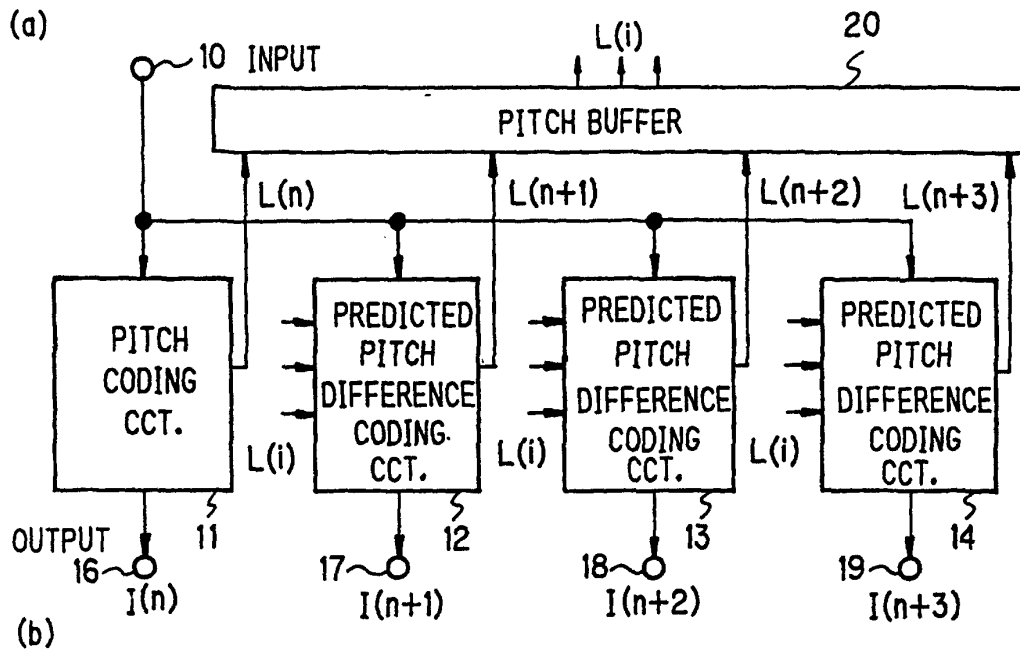 (a)
10 INPUT
L(i)
20
PITCH BUFFER
L(n)
L(n+1)
L(n+2)
L(n+3)
PITCH
CODING
CCT.
PREDICTED
PITCH
DIFFERENCE
CODING
CCT.
PREDICTED
PITCH
DIFFERENCE
CODING
CCT.
PREDICTED
PITCH
DIFFERENCE
CODING
CCT.
L(i)
L(i)
L(i)
OUTPUT
11
12
13
14
16
17
18
19
I(n)
I(n+1)
I(n+2)
I(n+3)
(b)